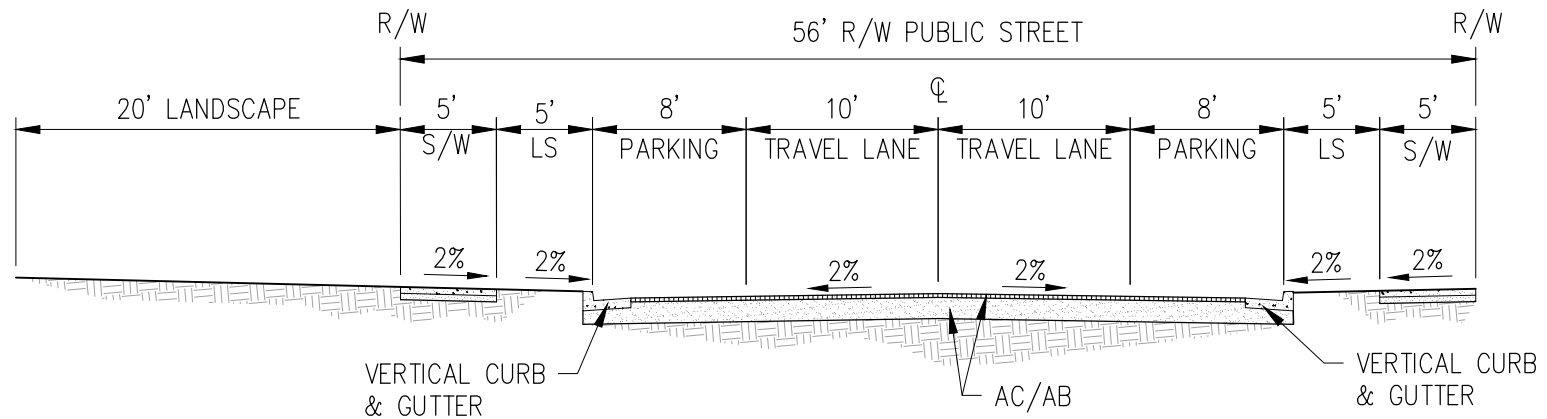 R/W
R/W
56' R/W PUBLIC STREET
℄
20' LANDSCAPE
5'
5'
8'
10'
10'
8'
5'
5'
S/W
LS
PARKING
TRAVEL LANE
TRAVEL LANE
PARKING
LS
S/W
2%
2%
2%
2%
2%
2%
VERTICAL CURB
& GUTTER
AC/AB
VERTICAL CURB
& GUTTER